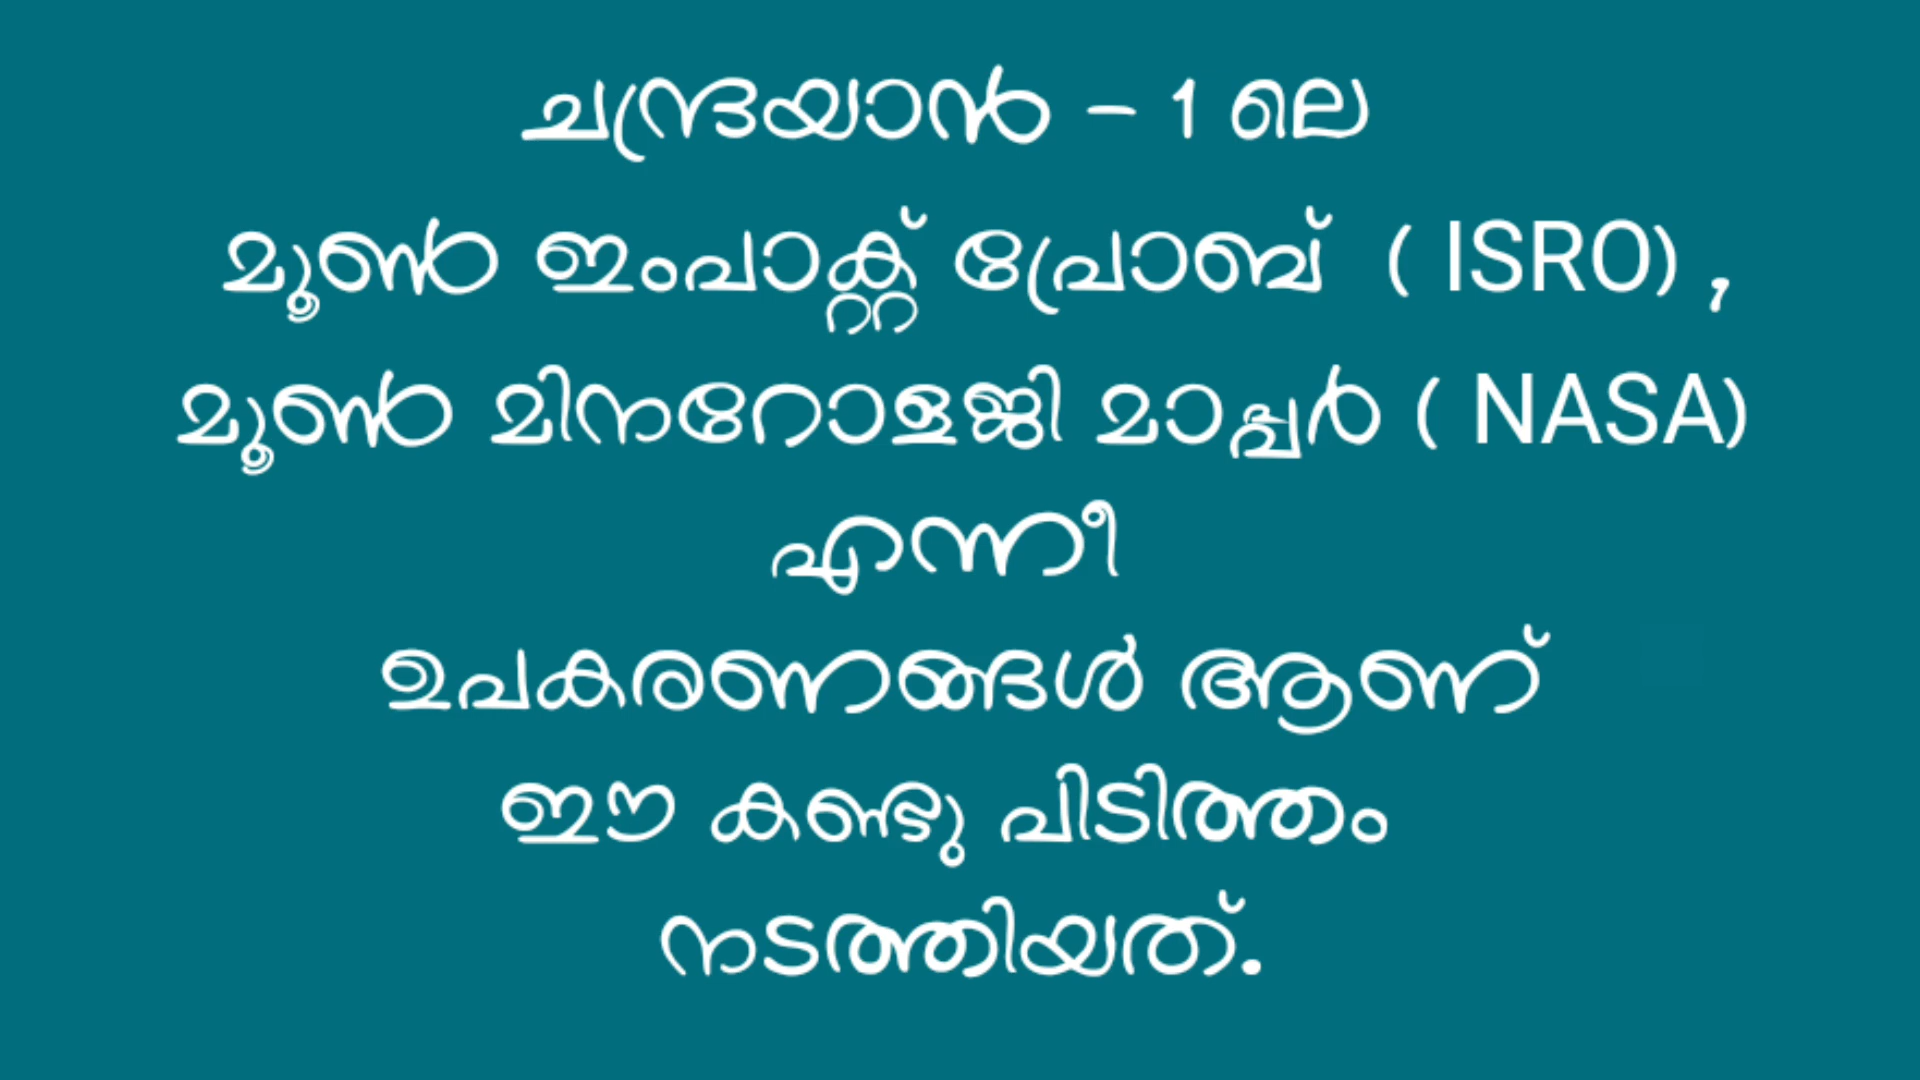 ചന്ദ്രയാൻ - 1 ലെ
മൂൺ ഇംപാക്റ്റ് പ്രോബ് ( ISRO) ,
മൂൺ മിനറോളജി മാപ്പർ ( NASA)
എന്നീ
ഉപകരണങ്ങൾ ആണ്
ഈ കണ്ടു പിടിത്തം
നടത്തിയത്.